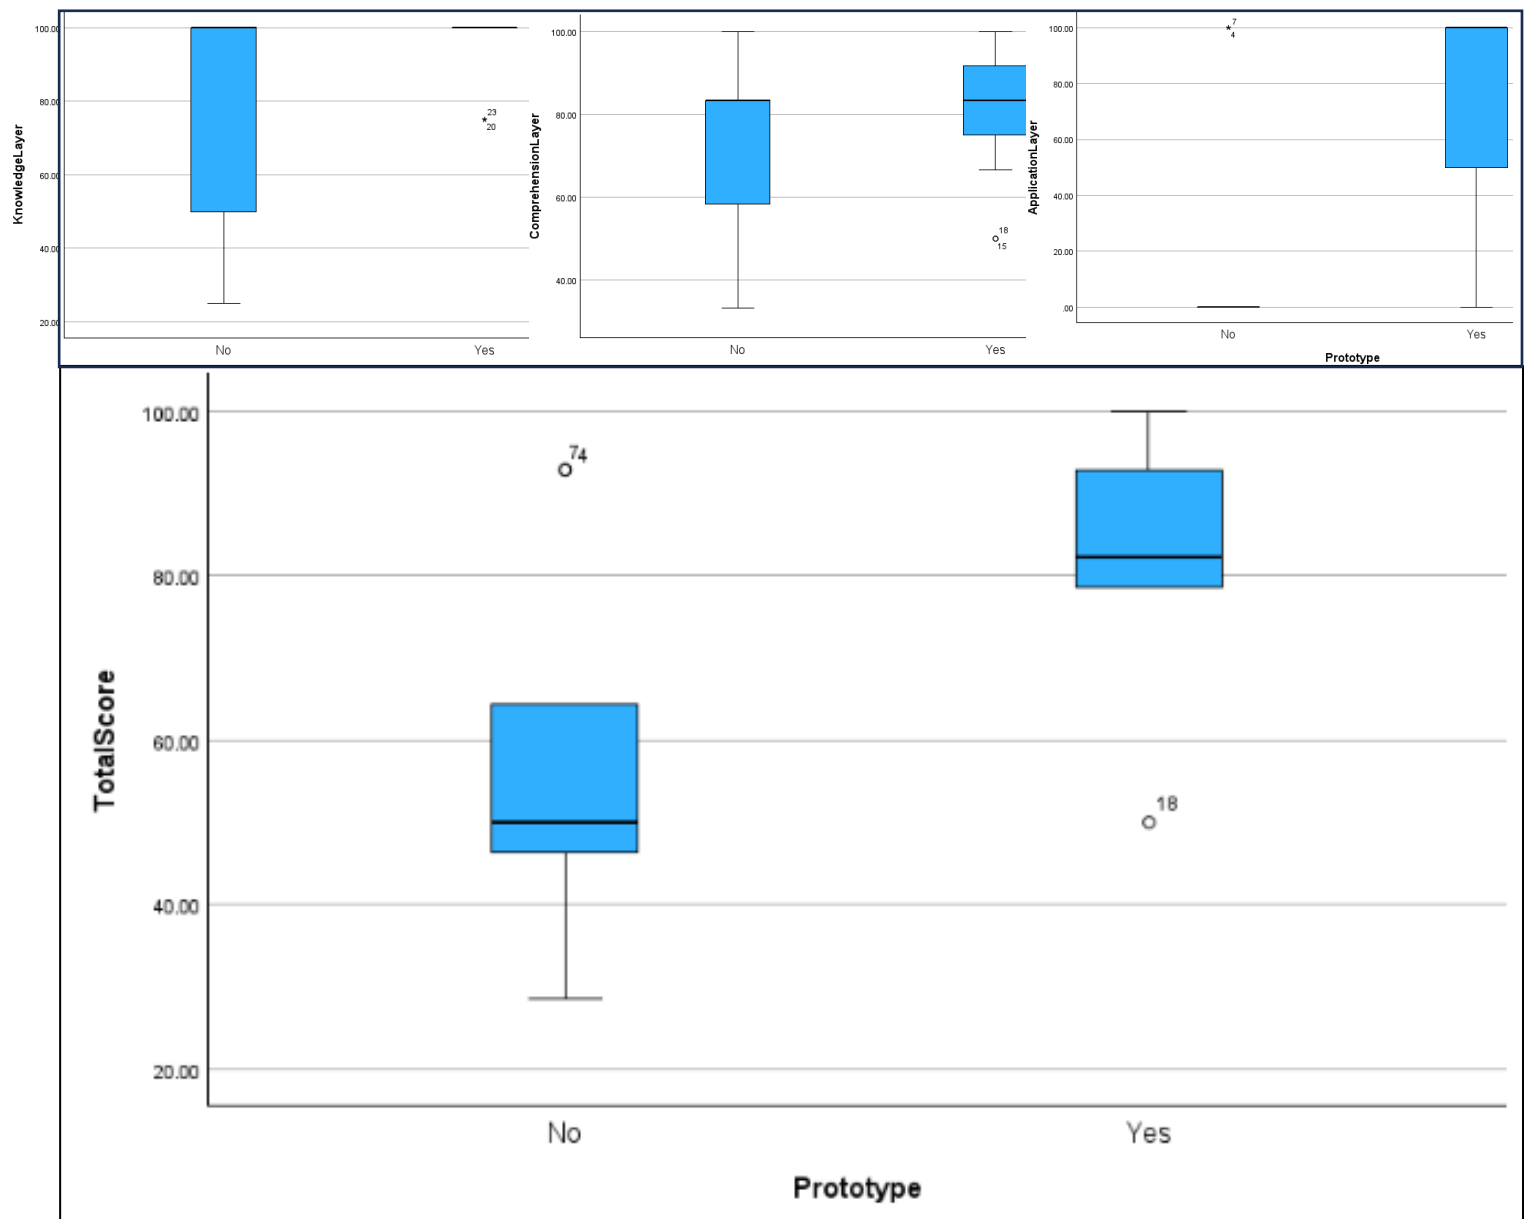 KnowledgeLayer
100.00
80.00
60.00
40.00
20.00
23
20
No
Yes
ComprehensionLayer
100.00
80.00
60.00
40.00
18
15
No
Yes
ApplicationLayer
100.00
80.00
60.00
40.00
20.00
.00
7
4
No
Yes
Prototype
TotalScore
100.00
80.00
60.00
40.00
20.00
74
18
No
Yes
Prototype